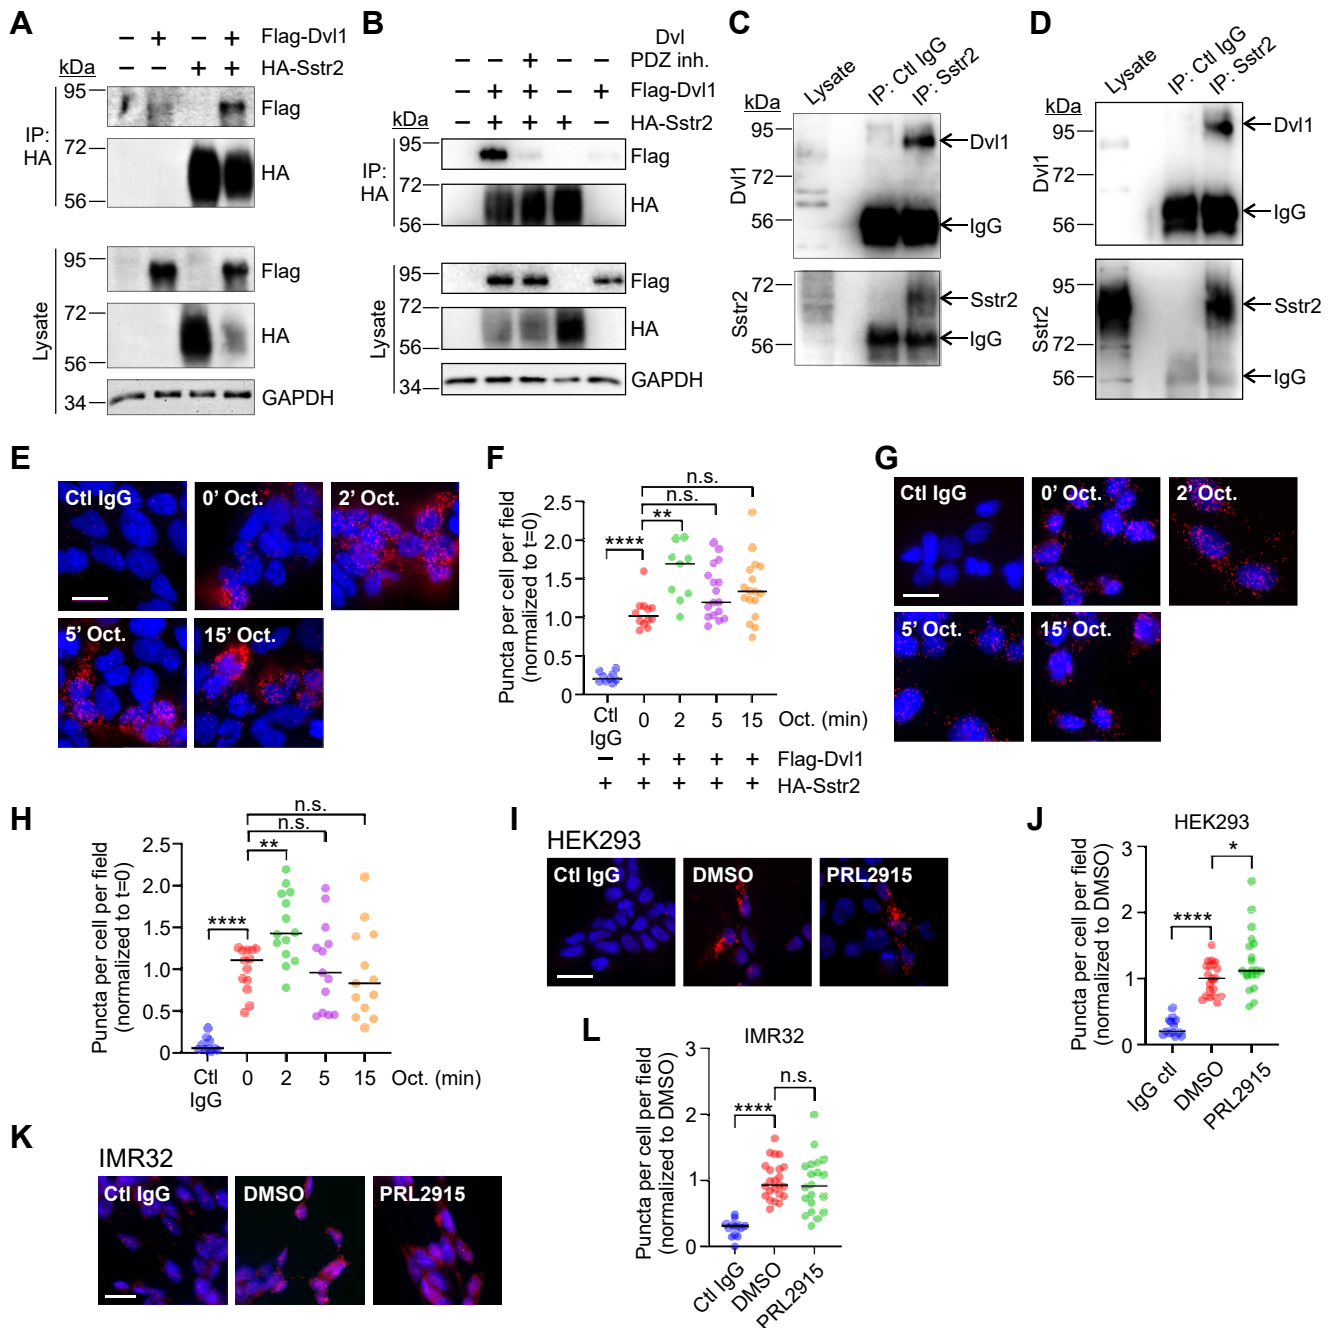 A
− + − + Flag-Dvl1
− − + + HA-Sstr2
kDa
IP:
HA
95
Flag
72
HA
56
Lysate
95
Flag
72
HA
56
34
GAPDH
B
Dvl
− − + − − PDZ inh.
− + + − + Flag-Dvl1
− + + + − HA-Sstr2
kDa
IP:
HA
95
Flag
72
HA
56
Lysate
95
Flag
72
HA
56
34
GAPDH
C
Lysate
IP: Ctl IgG
IP: Sstr2
kDa
Dvl1
95
Dvl1
72
56
IgG
Sstr2
72
Sstr2
56
IgG
D
Lysate
IP: Ctl IgG
IP: Sstr2
kDa
Dvl1
95
Dvl1
72
56
IgG
Sstr2
95
Sstr2
72
56
IgG
E
Ctl IgG
0’ Oct.
2’ Oct.
5’ Oct.
15’ Oct.
F
Puncta per cell per field
(normalized to t=0)
n.s.
n.s.
**
****
2.5
2.0
1.5
1.0
0.5
0
Ctl
IgG
0 2 5 15 Oct. (min)
− + + + + Flag-Dvl1
+ + + + + HA-Sstr2
G
Ctl IgG
0’ Oct.
2’ Oct.
5’ Oct.
15’ Oct.
H
Puncta per cell per field
(normalized to t=0)
n.s.
n.s.
**
****
2.5
2.0
1.5
1.0
0.5
0
Ctl
IgG
0 2 5 15 Oct. (min)
I
HEK293
Ctl IgG
DMSO
PRL2915
J
HEK293
Puncta per cell per field
(normalized to DMSO)
*
****
3
2
1
0
IgG ctl
DMSO
PRL2915
K
IMR32
Ctl IgG
DMSO
PRL2915
L
IMR32
Puncta per cell per field
(normalized to DMSO)
n.s.
****
3
2
1
0
Ctl IgG
DMSO
PRL2915